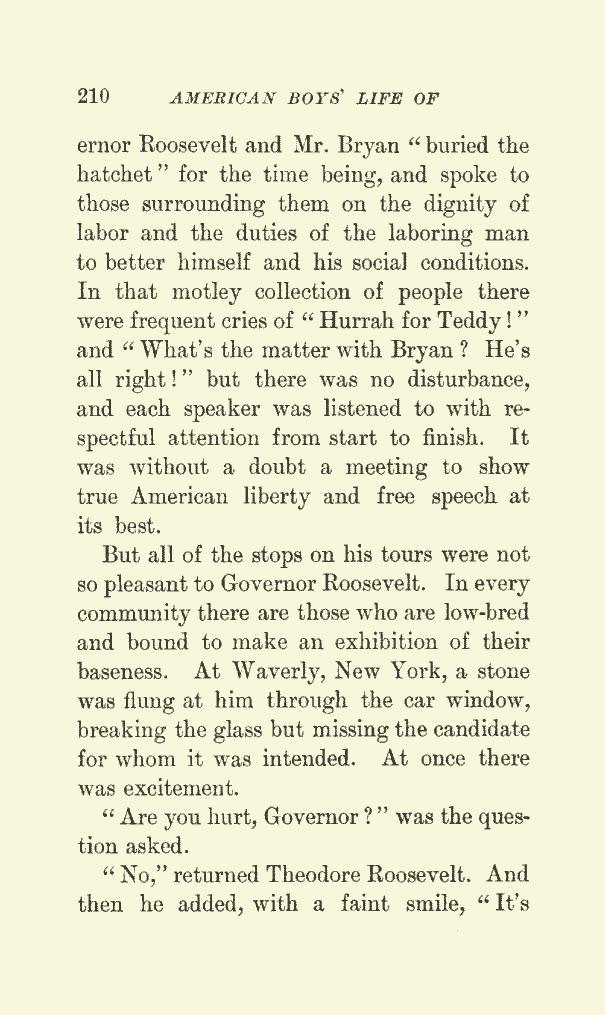 210 AMERICAN BOYS' LIFE OF
ernor Roosevelt and Mr. Bryan “buried the
hatchet” for the time being, and spoke to
those surrounding them on the dignity of
labor and the duties of the laboring man
to better himself and his social conditions.
In that motley collection of people there
were frequent cries of “Hurrah for Teddy!”
and “What's the matter with Bryan? He's
all right!” but there was no disturbance,
and each speaker was listened to with re-
spectful attention from start to finish. It
was without a doubt a meeting to show
true American liberty and free speech at
its best.
But all of the stops on his tours were not
so pleasant to Governor Roosevelt. In every
community there are those who are low-bred
and bound to make an exhibition of their
baseness. At Waverly, New York, a stone
was flung at him through the car window,
breaking the glass but missing the candidate
for whom it was intended. At once there
was excitement.
“Are you hurt, Governor?” was the ques-
tion asked.
“No,” returned Theodore Roosevelt. And
then he added, with a faint smile, “It's